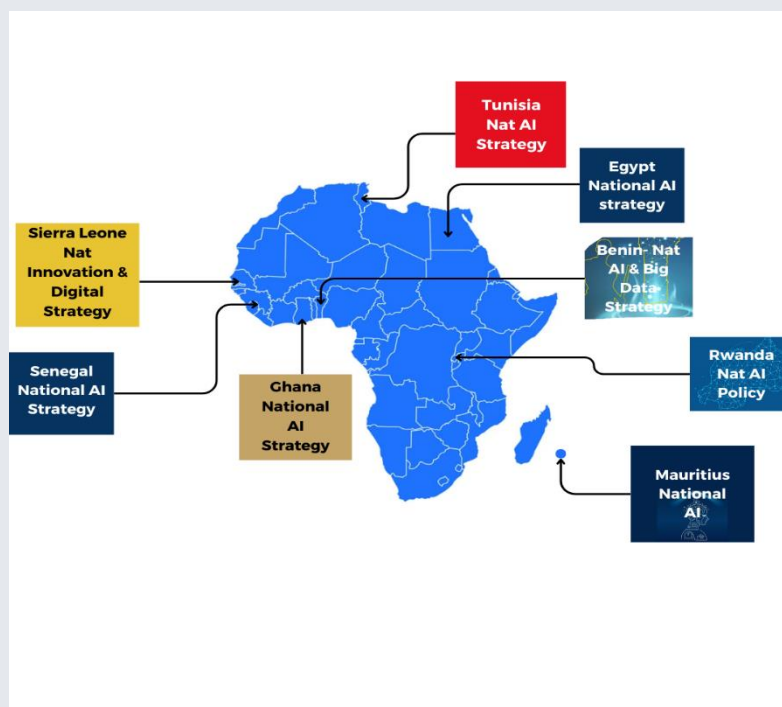 Tunisia
Nat AI
Strategy
Egypt
National AI
strategy
Sierra Leone
Nat
Innovation &
Digital
Strategy
Benin- Nat
AI & Big
Data
Strategy
Senegal
National AI
Strategy
Ghana
National
AI
Strategy
Rwanda
Nat AI
Policy
Mauritius
National
AI